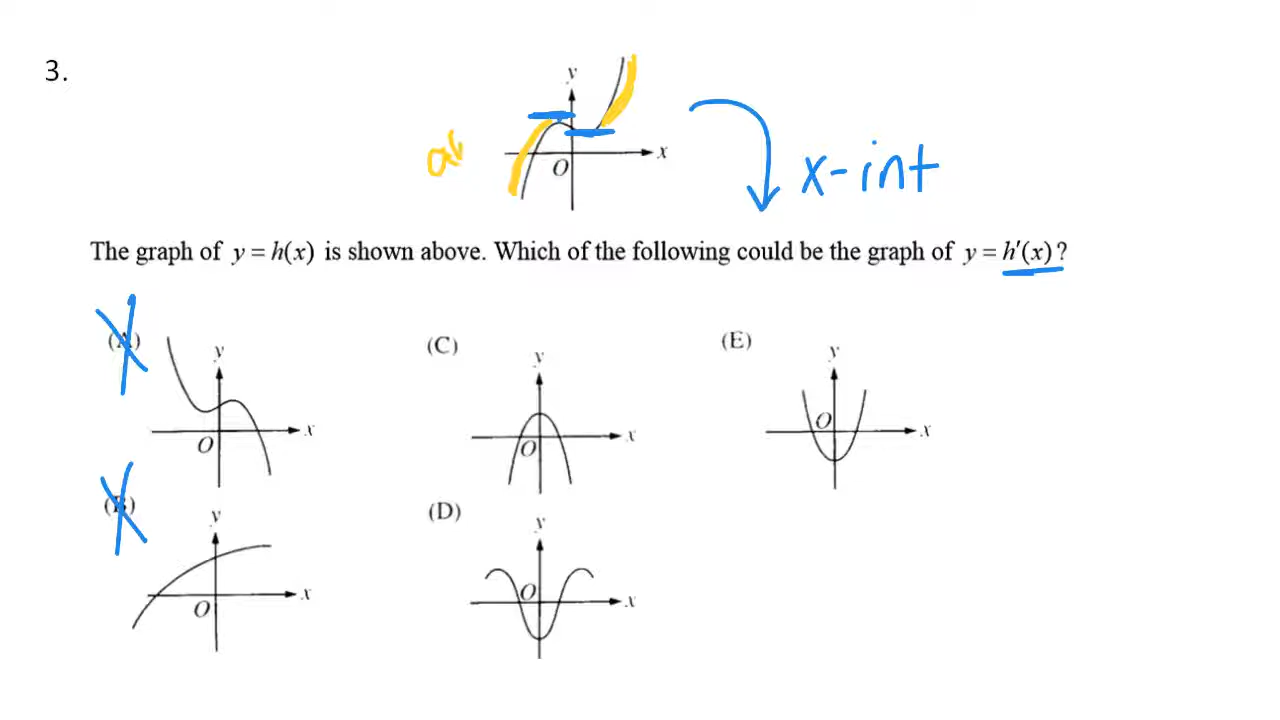 3.
y
x
O
x-int
The graph of y = h(x) is shown above. Which of the following could be the graph of y = h′(x)?
(A)
y
x
O
(C)
y
x
O
(E)
y
x
O
(B)
y
x
O
(D)
y
x
O